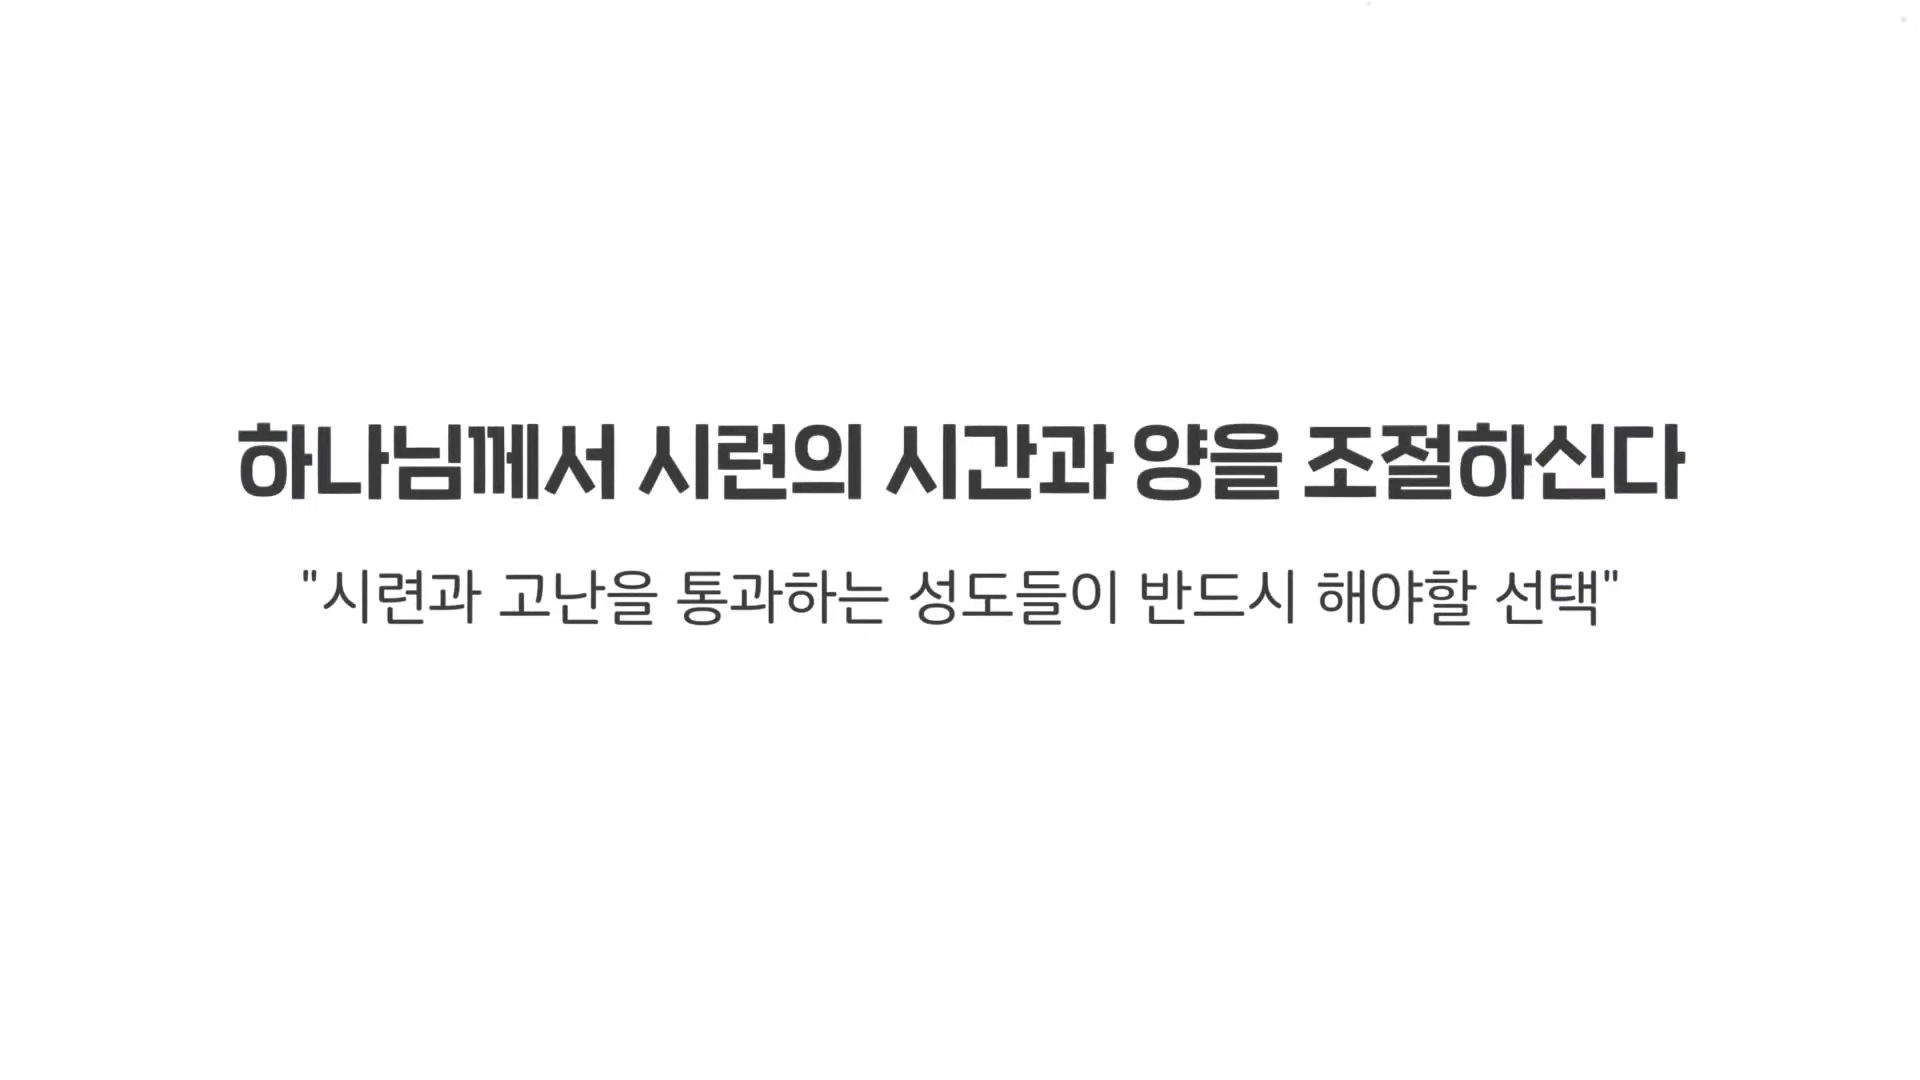 하나님께서 시련의 시간과 양을 조절하신다
"시련과 고난을 통과하는 성도들이 반드시 해야할 선택"